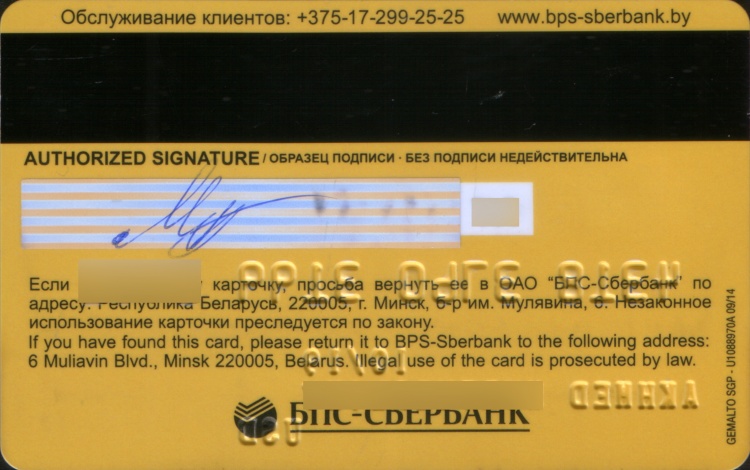 Обслуживание клиентов: +375-17-299-25-25 www.bps-sberbank.by
AUTHORIZED SIGNATURE / ОБРАЗЕЦ ПОДПИСИ · БЕЗ ПОДПИСИ НЕДЕЙСТВИТЕЛЬНА
Если карточку, просьба вернуть ее в ОАО “БПС-Сбербанк” по
адресу: Республика Беларусь, 220005, г. Минск, б-р им. Мулявина, 6. Незаконное
использование карточки преследуется по закону.
If you have found this card, please return it to BPS-Sberbank to the following address:
6 Muliavin Blvd., Minsk 220005, Belarus. Illegal use of the card is prosecuted by law.
БПС-СБЕРБАНК
GEMALTO SGP - U1088970A 09/14